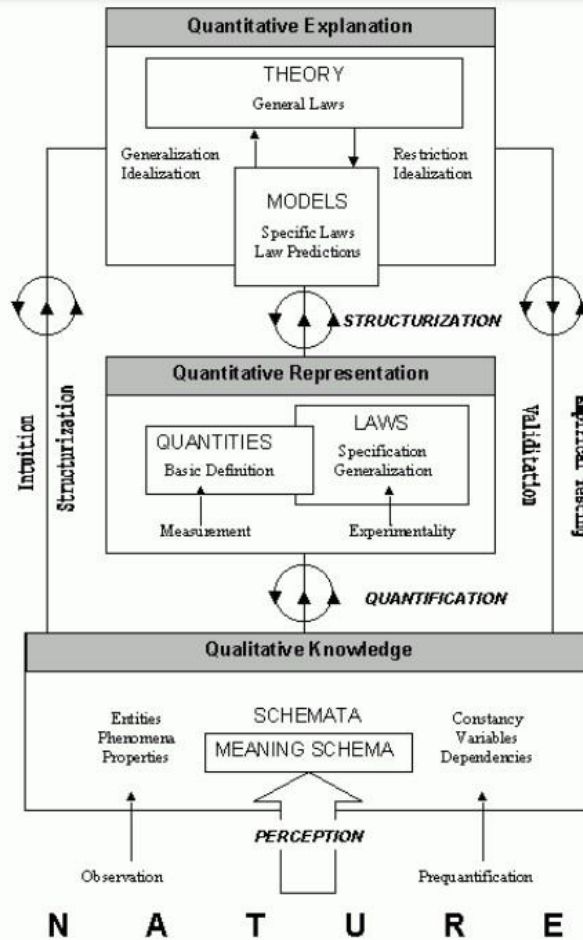 Quantitative Explanation
THEORY
General Laws
Generalization
Idealization
Restriction
Idealization
MODELS
Specific Laws
Law Predictions
STRUCTURIZATION
Intuition
Structurization
Validitation
Empirical Testing
Quantitative Representation
QUANTITIES
Basic Definition
LAWS
Specification
Generalization
Measurement
Experimentality
QUANTIFICATION
Qualitative Knowledge
Entities
Phenomena
Properties
SCHEMATA
MEANING SCHEMA
Constancy
Variables
Dependencies
PERCEPTION
Observation
Prequantification
N A T U R E